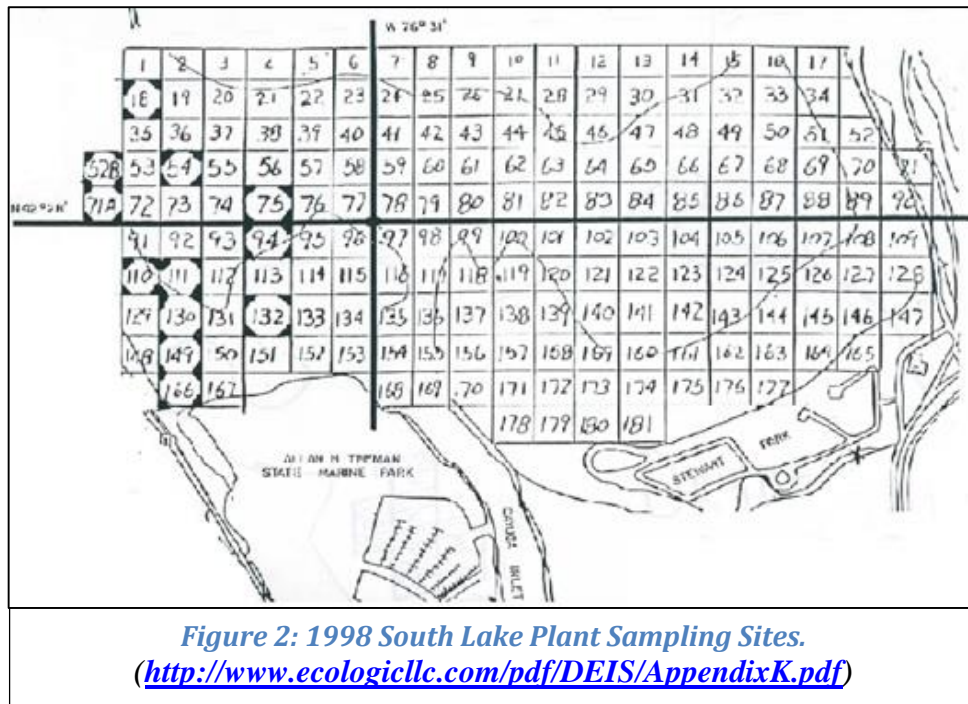 W 76° 31'
1 2 3 4 5 6 7 8 9 10 11 12 13 14 15 16 17
18 19 20 21 22 23 24 25 26 27 28 29 30 31 32 33 34
35 36 37 38 39 40 41 42 43 44 45 46 47 48 49 50 51 52
52B 53 54 55 56 57 58 59 60 61 62 63 64 65 66 67 68 69 70 71
71A 72 73 74 75 76 77 78 79 80 81 82 83 84 85 86 87 88 89 90
91 92 93 94 95 96 97 98 99 100 101 102 103 104 105 106 107 108 109
110 111 112 113 114 115 116 117 118 119 120 121 122 123 124 125 126 127 128
129 130 131 132 133 134 135 136 137 138 139 140 141 142 143 144 145 146 147
148 149 50 151 152 153 154 155 156 157 158 159 160 161 162 163 164 165
166 167 168 169 70 171 172 173 174 175 176 177
178 179 180 181
ALLAN H TREMAN
STATE MARINE PARK
CAYUGA INLET
STEWART PARK
Figure 2: 1998 South Lake Plant Sampling Sites.
(http://www.ecologicllc.com/pdf/DEIS/AppendixK.pdf)